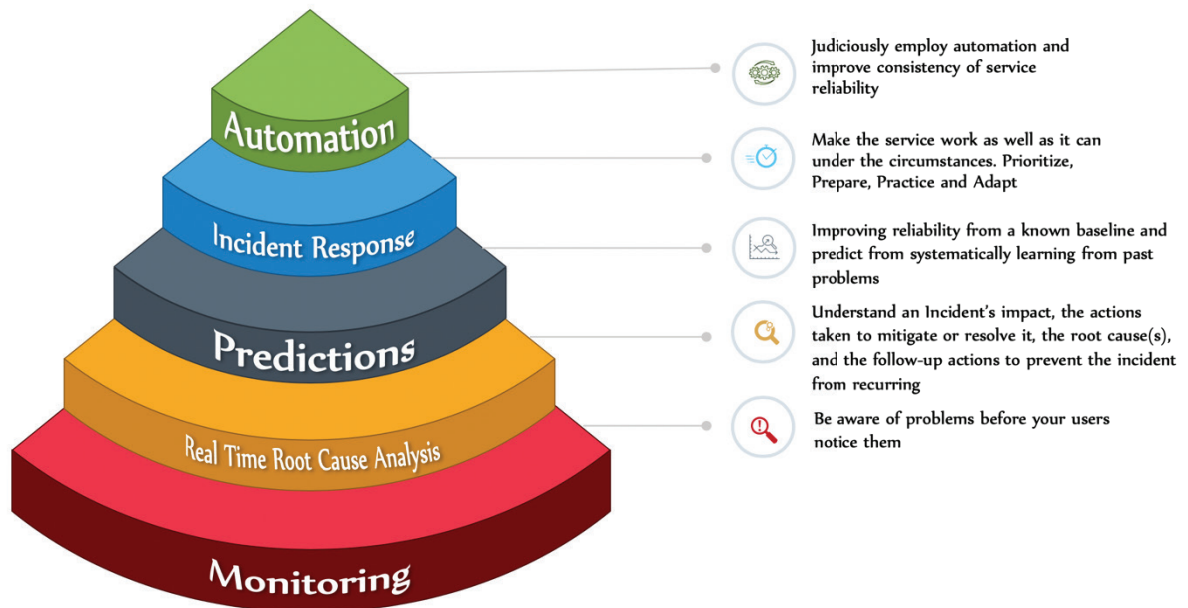 Automation
Judiciously employ automation and
improve consistency of service
reliability
Incident Response
Make the service work as well as it can
under the circumstances. Prioritize,
Prepare, Practice and Adapt
Predictions
Improving reliability from a known baseline and
predict from systematically learning from past
problems
Real Time Root Cause Analysis
Understand an Incident's impact, the actions
taken to mitigate or resolve it, the root cause(s),
and the follow-up actions to prevent the incident
from recurring
Monitoring
Be aware of problems before your users
notice them